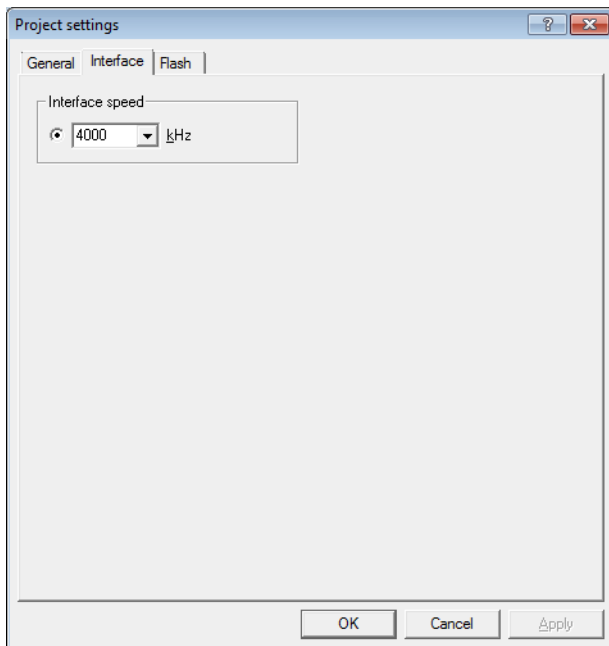 Project settings
General Interface Flash
Interface speed
4000 kHz
OK Cancel Apply